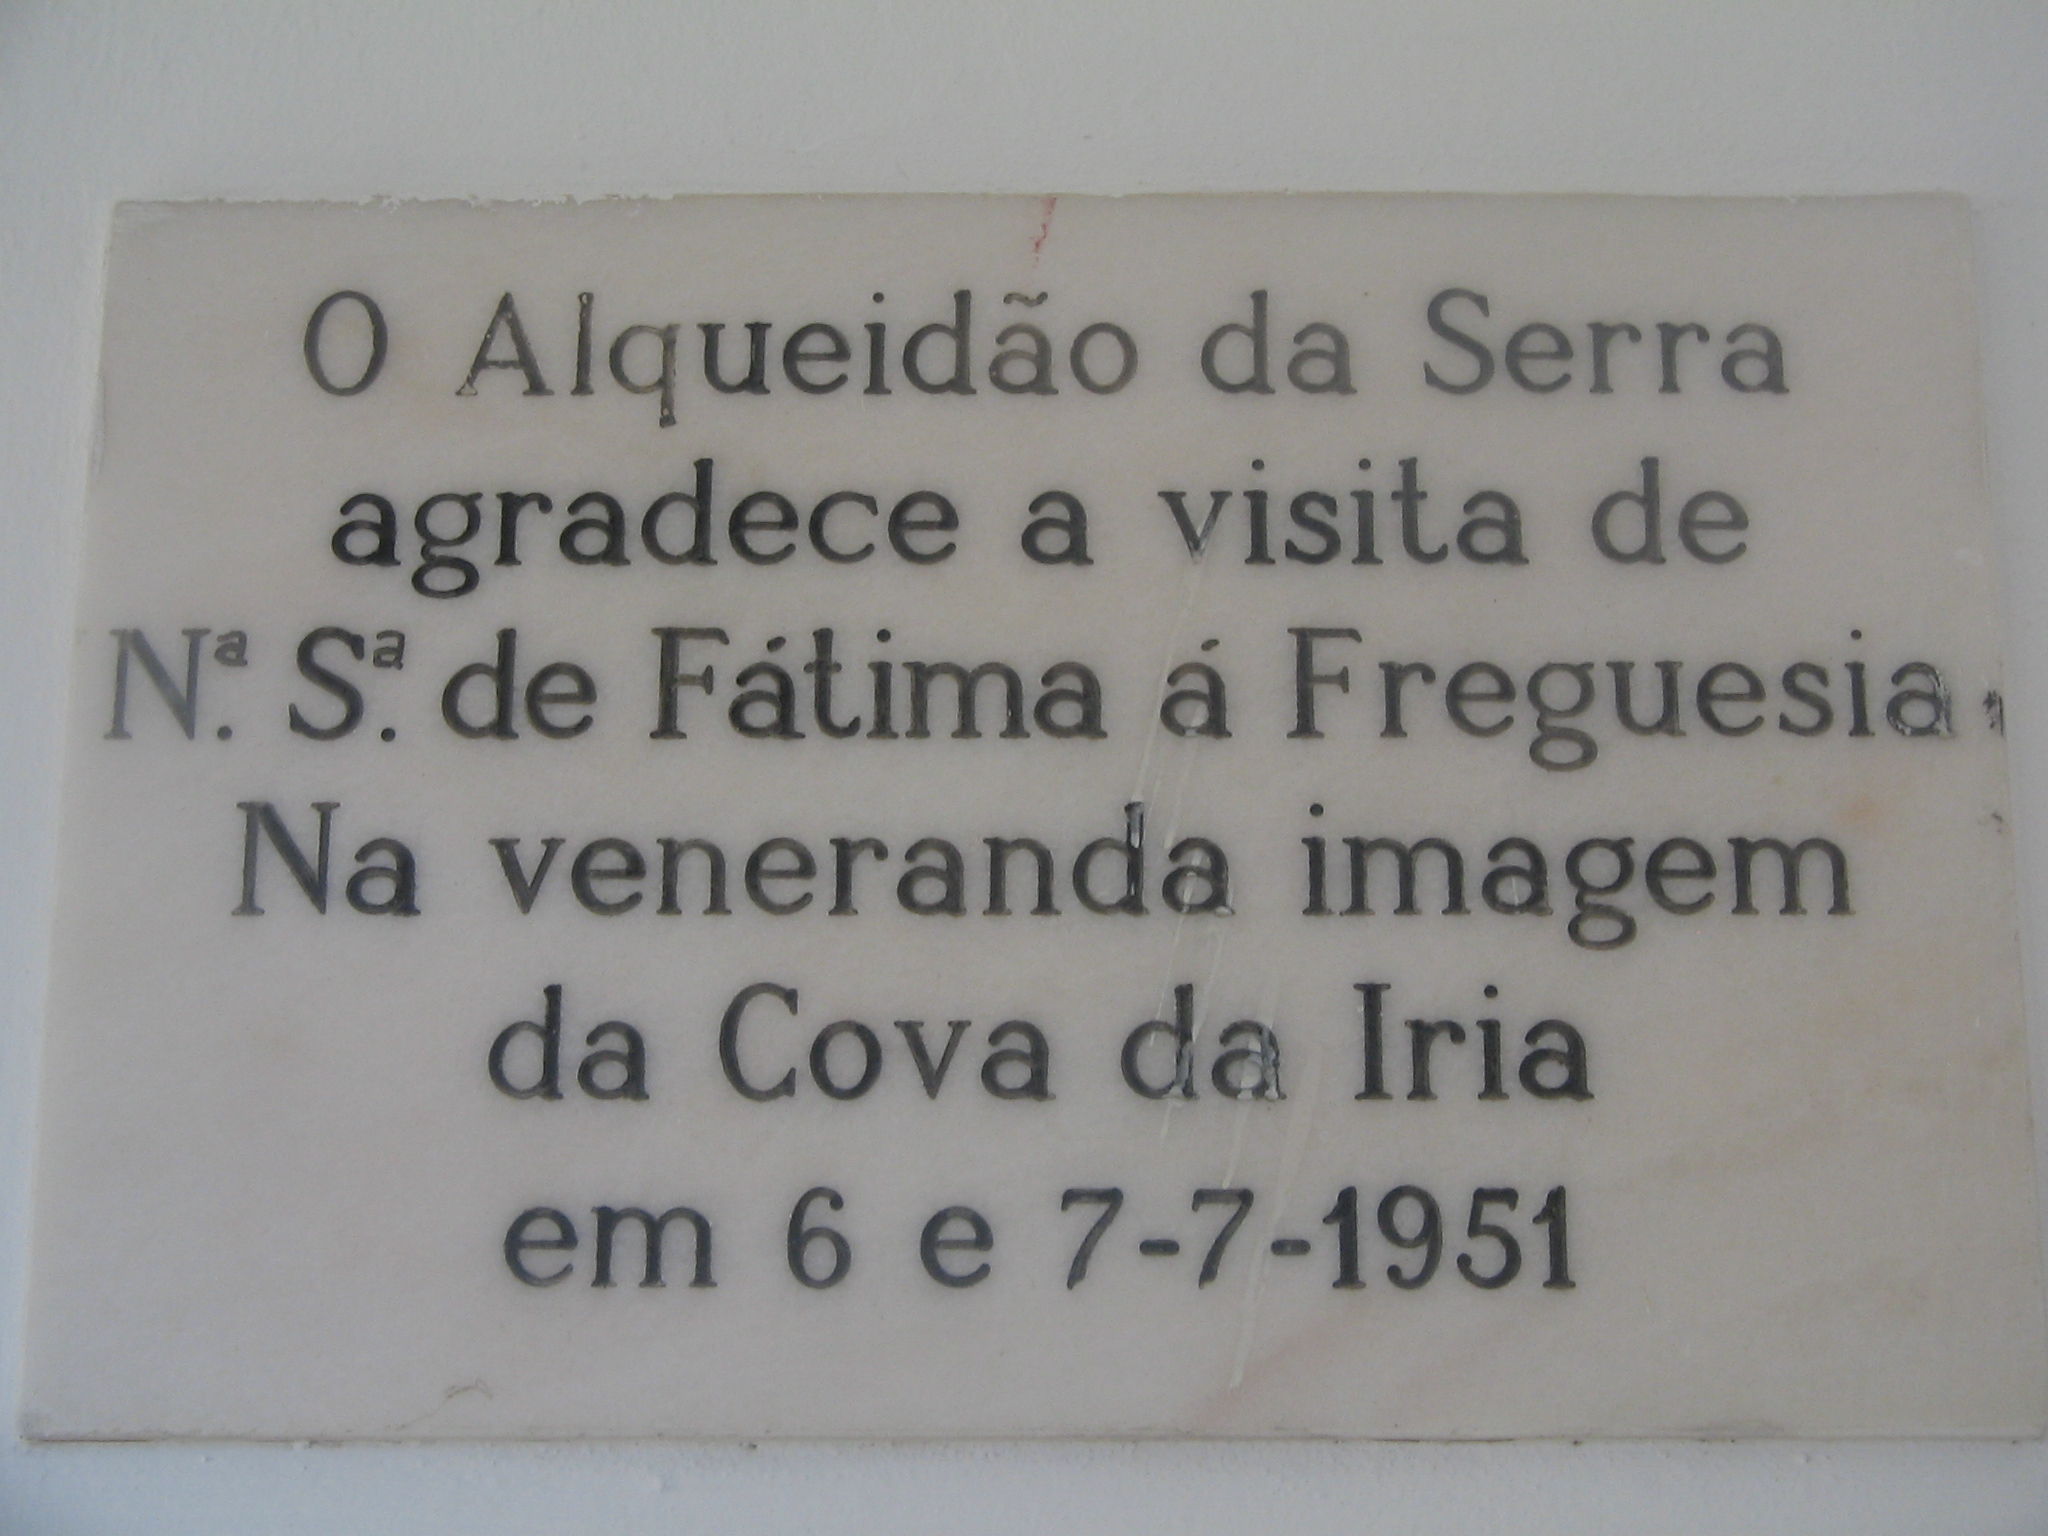 O Alqueidão da Serra
agradece a visita de
Nª. Sª. de Fátima á Freguesia.
Na veneranda imagem
da Cova da Iria
em 6 e 7-7-1951